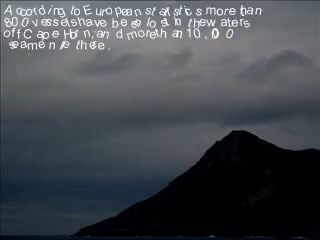 According to European statistics more than
800 vessels have been lost in the waters
off Cape Horn, and more than 10,000
seamen lie there.